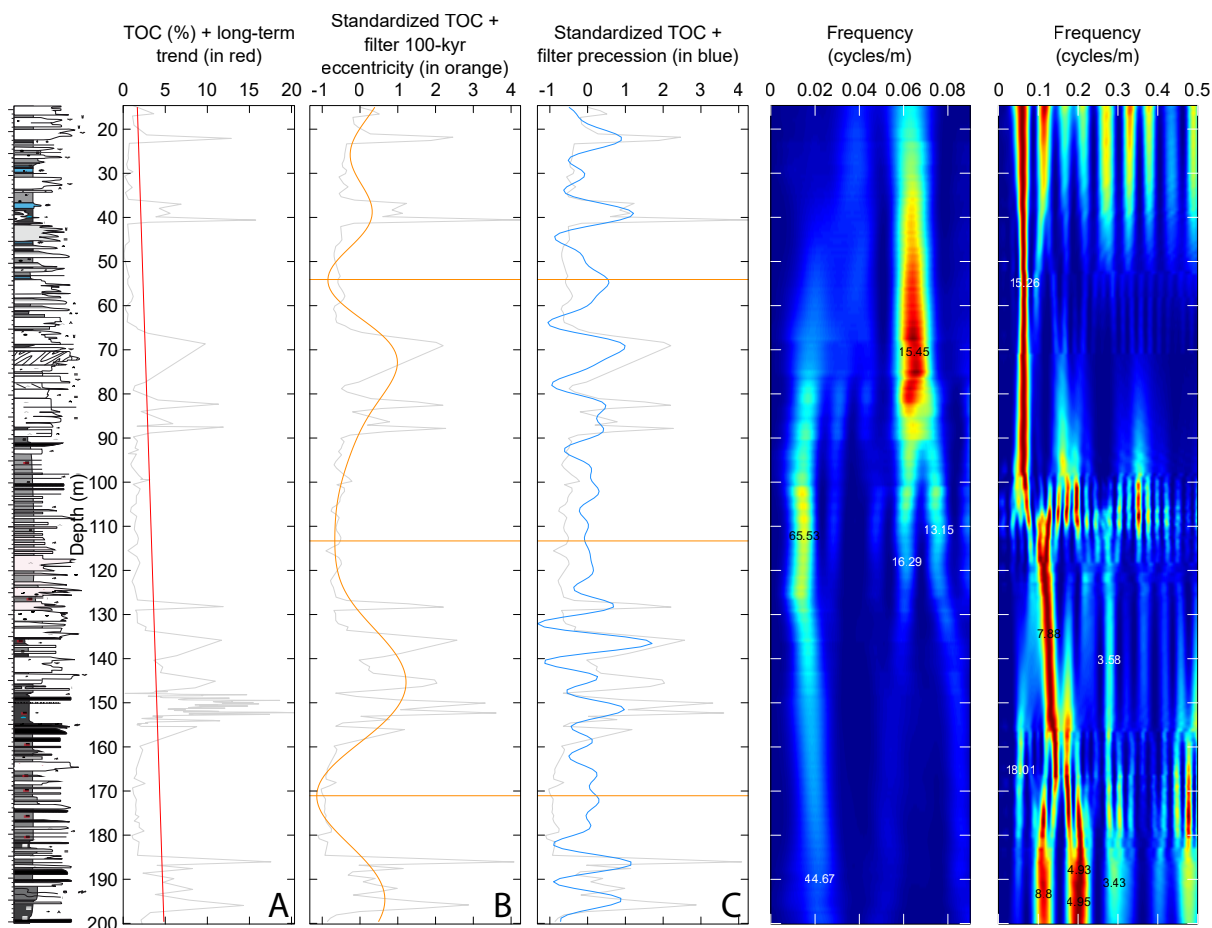 TOC (%) + long-term
trend (in red)
Standardized TOC +
filter 100-kyr
eccentricity (in orange)
Standardized TOC +
filter precession (in blue)
Frequency
(cycles/m)
Frequency
(cycles/m)
0 5 10 15 20
-1 0 1 2 3 4
-1 0 1 2 3 4
0 0.02 0.04 0.06 0.08
0 0.1 0.2 0.3 0.4 0.5
Depth (m)
20
30
40
50
60
70
80
90
100
110
120
130
140
150
160
170
180
190
200
A
B
C
15.45
65.53
13.15
16.29
44.67
15.26
7.88
3.58
18.01
4.93
3.43
8.8
4.95